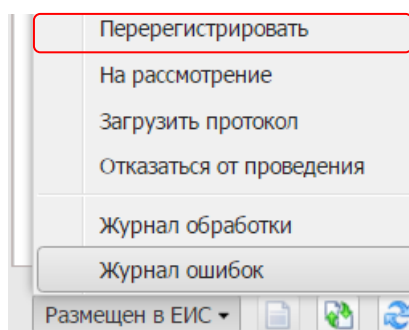 Перерегистрировать
На рассмотрение
Загрузить протокол
Отказаться от проведения
Журнал обработки
Журнал ошибок
Размещен в ЕИС